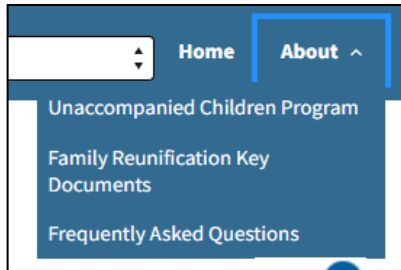 Home About
Unaccompanied Children Program
Family Reunification Key
Documents
Frequently Asked Questions